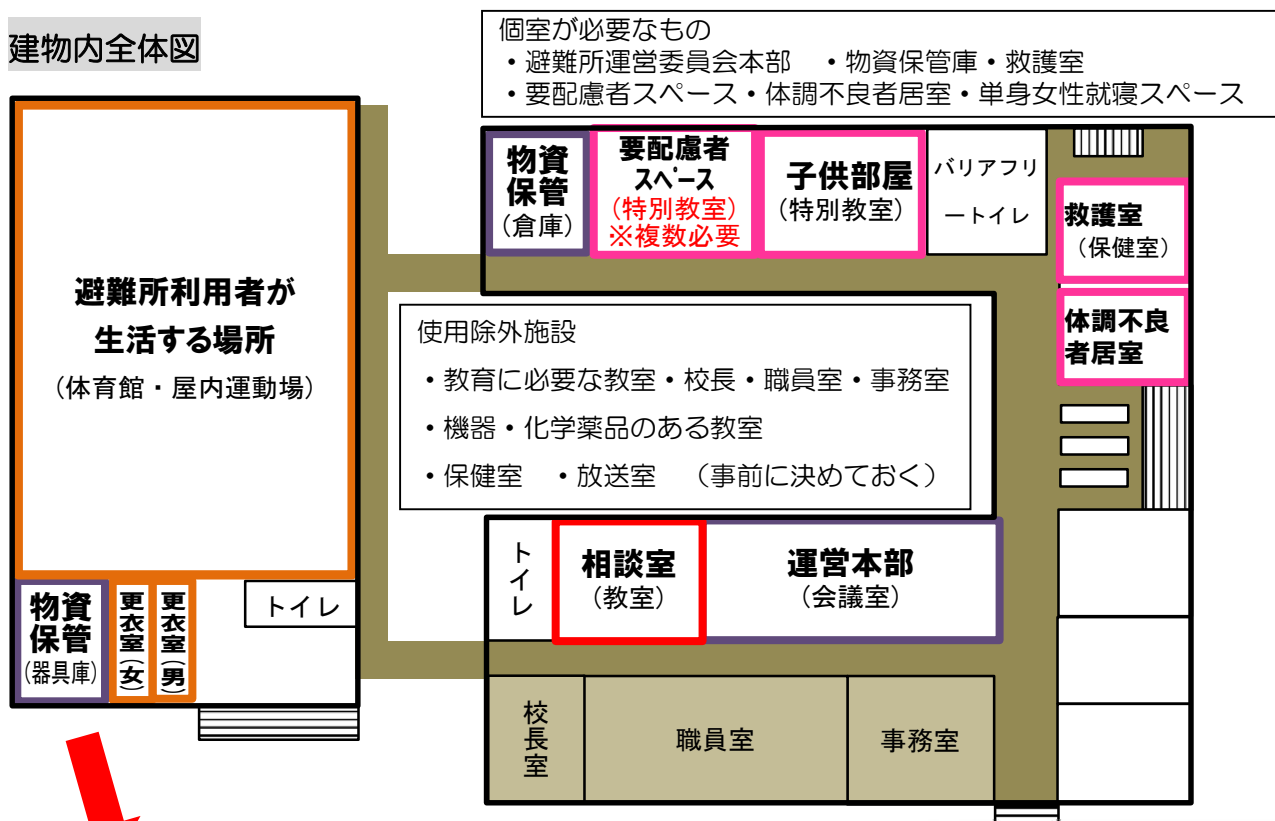 建物内全体図
個室が必要なもの
・避難所運営委員会本部　・物資保管庫・救護室
・要配慮者スペース・体調不良者居室・単身女性就寝スペース
避難所利用者が
生活する場所
（体育館・屋内運動場）
物資
保管
（器具庫）
更衣室（女）
更衣室（男）
トイレ
物資
保管
（倉庫）
要配慮者
スペース
（特別教室）
※複数必要
子供部屋
（特別教室）
バリアフリ
ートイレ
救護室
（保健室）
体調不良
者居室
使用除外施設
・教育に必要な教室・校長・職員室・事務室
・機器・化学薬品のある教室
・保健室　・放送室　（事前に決めておく）
トイレ
相談室
（教室）
運営本部
（会議室）
校長室
職員室
事務室